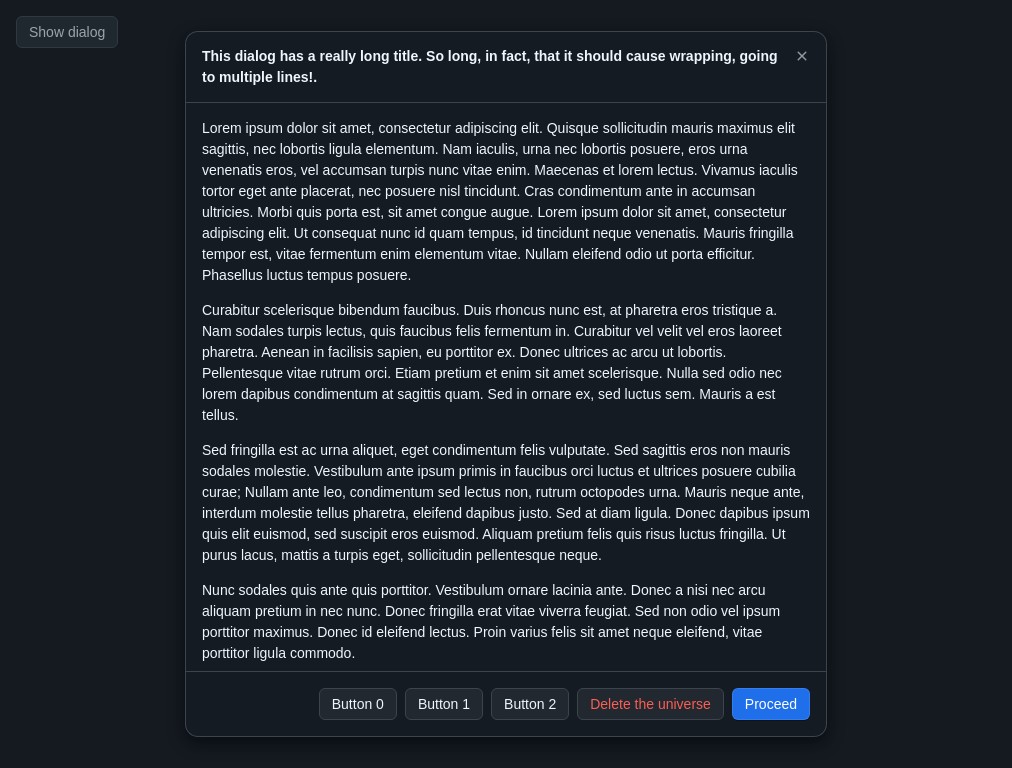 Show dialog
This dialog has a really long title. So long, in fact, that it should cause wrapping, going
to multiple lines!.
Lorem ipsum dolor sit amet, consectetur adipiscing elit. Quisque sollicitudin mauris maximus elit
sagittis, nec lobortis ligula elementum. Nam iaculis, urna nec lobortis posuere, eros urna
venenatis eros, vel accumsan turpis nunc vitae enim. Maecenas et lorem lectus. Vivamus iaculis
tortor eget ante placerat, nec posuere nisl tincidunt. Cras condimentum ante in accumsan
ultricies. Morbi quis porta est, sit amet congue augue. Lorem ipsum dolor sit amet, consectetur
adipiscing elit. Ut consequat nunc id quam tempus, id tincidunt neque venenatis. Mauris fringilla
tempor est, vitae fermentum enim elementum vitae. Nullam eleifend odio ut porta efficitur.
Phasellus luctus tempus posuere.
Curabitur scelerisque bibendum faucibus. Duis rhoncus nunc est, at pharetra eros tristique a.
Nam sodales turpis lectus, quis faucibus felis fermentum in. Curabitur vel velit vel eros laoreet
pharetra. Aenean in facilisis sapien, eu porttitor ex. Donec ultrices ac arcu ut lobortis.
Pellentesque vitae rutrum orci. Etiam pretium et enim sit amet scelerisque. Nulla sed odio nec
lorem dapibus condimentum at sagittis quam. Sed in ornare ex, sed luctus sem. Mauris a est
tellus.
Sed fringilla est ac urna aliquet, eget condimentum felis vulputate. Sed sagittis eros non mauris
sodales molestie. Vestibulum ante ipsum primis in faucibus orci luctus et ultrices posuere cubilia
curae; Nullam ante leo, condimentum sed lectus non, rutrum octopodes urna. Mauris neque ante,
interdum molestie tellus pharetra, eleifend dapibus justo. Sed at diam ligula. Donec dapibus ipsum
quis elit euismod, sed suscipit eros euismod. Aliquam pretium felis quis risus luctus fringilla. Ut
purus lacus, mattis a turpis eget, sollicitudin pellentesque neque.
Nunc sodales quis ante quis porttitor. Vestibulum ornare lacinia ante. Donec a nisi nec arcu
aliquam pretium in nec nunc. Donec fringilla erat vitae viverra feugiat. Sed non odio vel ipsum
porttitor maximus. Donec id eleifend lectus. Proin varius felis sit amet neque eleifend, vitae
porttitor ligula commodo.
Button 0
Button 1
Button 2
Delete the universe
Proceed